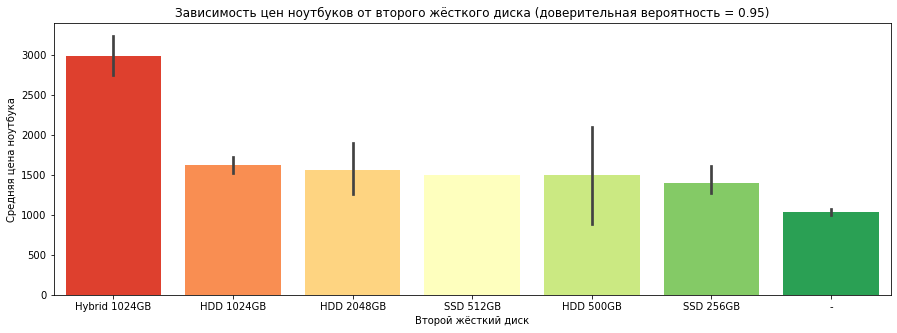 Зависимость цен ноутбуков от второго жёсткого диска (доверительная вероятность = 0.95)
Средняя цена ноутбука
3000
2500
2000
1500
1000
500
0
Hybrid 1024GB
HDD 1024GB
HDD 2048GB
SSD 512GB
HDD 500GB
SSD 256GB
-
Второй жёсткий диск